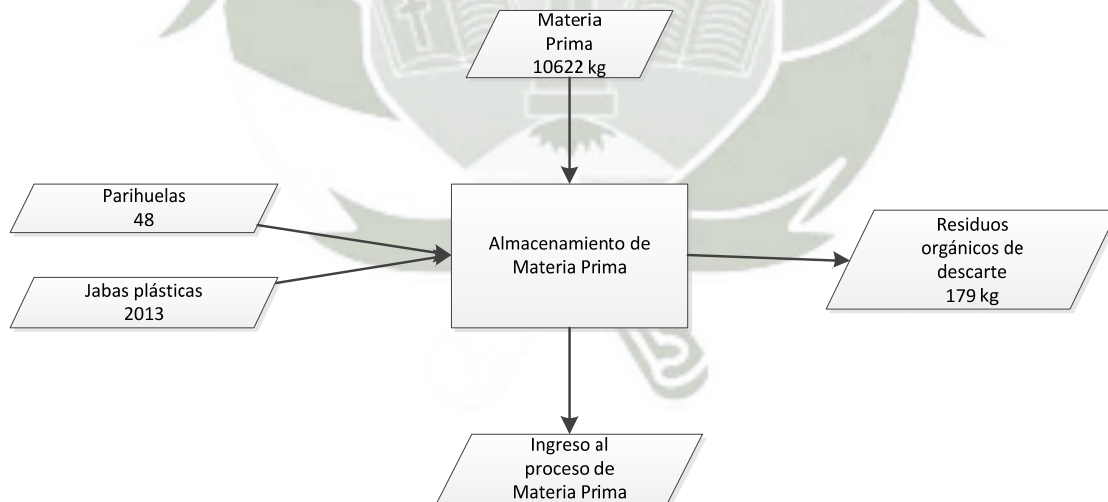 Materia
Prima
10622 kg
Parihuelas
48
Jabas plásticas
2013
Almacenamiento de
Materia Prima
Residuos
orgánicos de
descarte
179 kg
Ingreso al
proceso de
Materia Prima